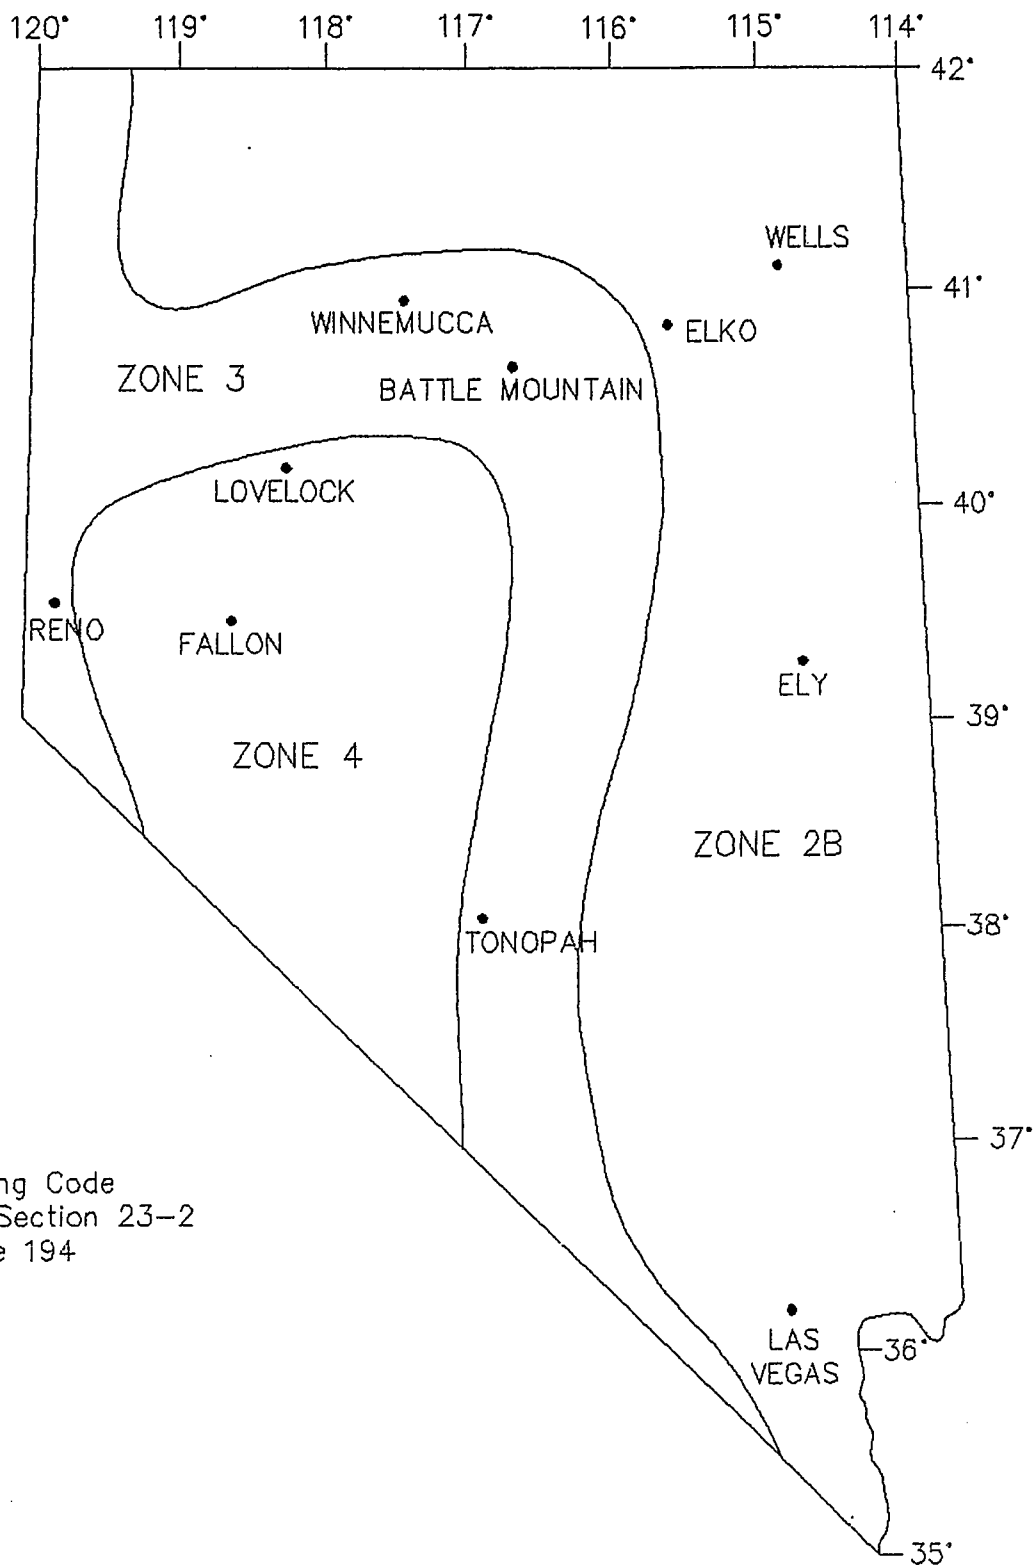 120° 119° 118° 117° 116° 115° 114°
42°
WELLS
41°
WINNEMUCCA
ELKO
ZONE 3
BATTLE MOUNTAIN
LOVELOCK
40°
RENO
FALLON
ELY
39°
ZONE 4
ZONE 2B
38°
TONOPAH
37°
ng Code
Section 23-2
e 194
LAS
VEGAS
36°
35°